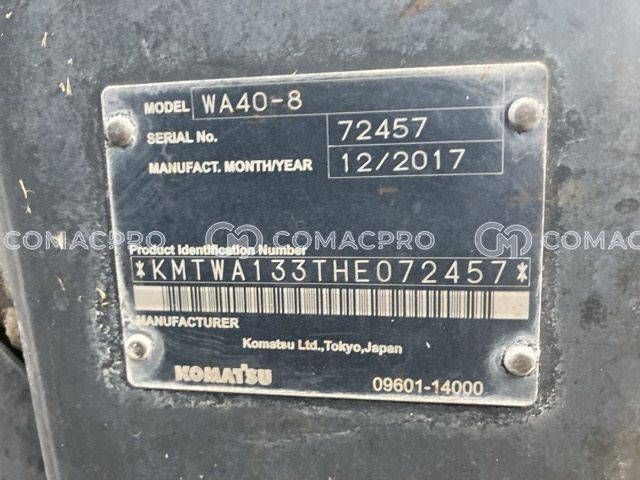 MODEL WA40-8
SERIAL No. 72457
MANUFACT. MONTH/YEAR 12/2017
COMACPRO COMACPRO
Product Identification Number
*KMTWA133THE072457*
MANUFACTURER
Komatsu Ltd.,Tokyo,Japan
KOMATSU 09601-14000